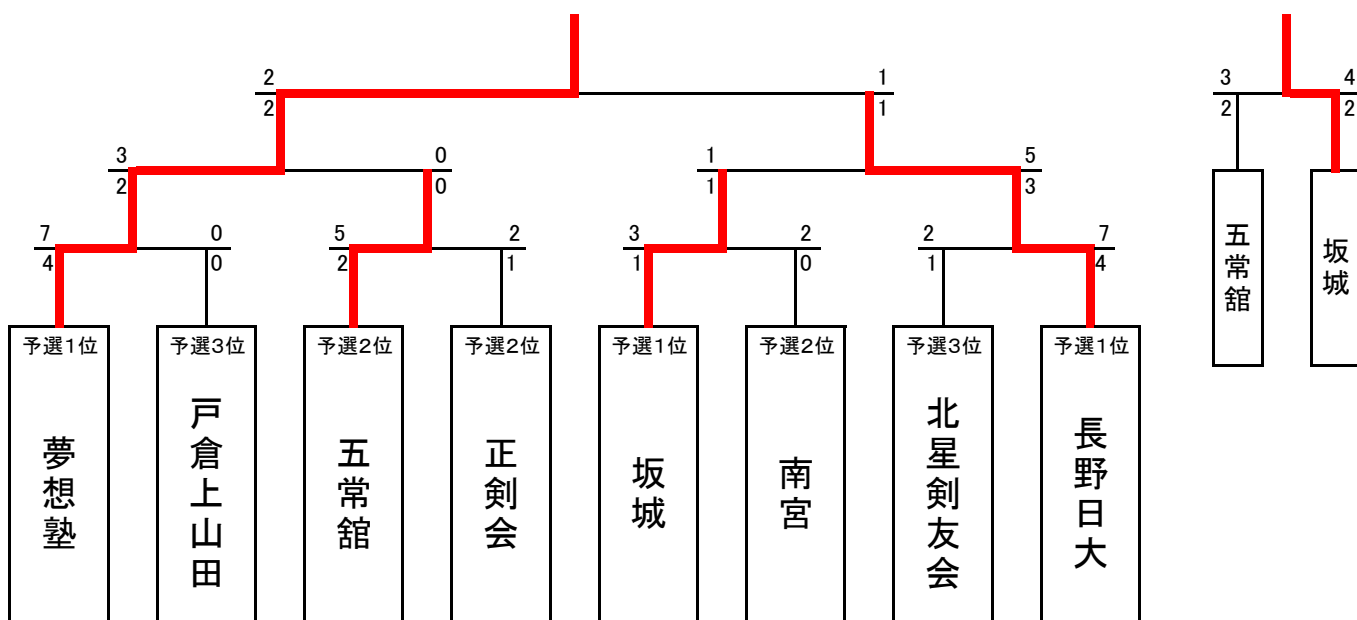 2 1 3 4
2 1 2 2
3 0 1 5
2 0 1 3
7 0 5 2 3 2 2 7
4 0 2 1 1 0 1 4
予選1位
夢想塾
予選3位
戸倉上山田
予選2位
五常舘
予選2位
正剣会
予選1位
坂城
予選2位
南宮
予選3位
北星剣友会
予選1位
長野日大
五常舘
坂城